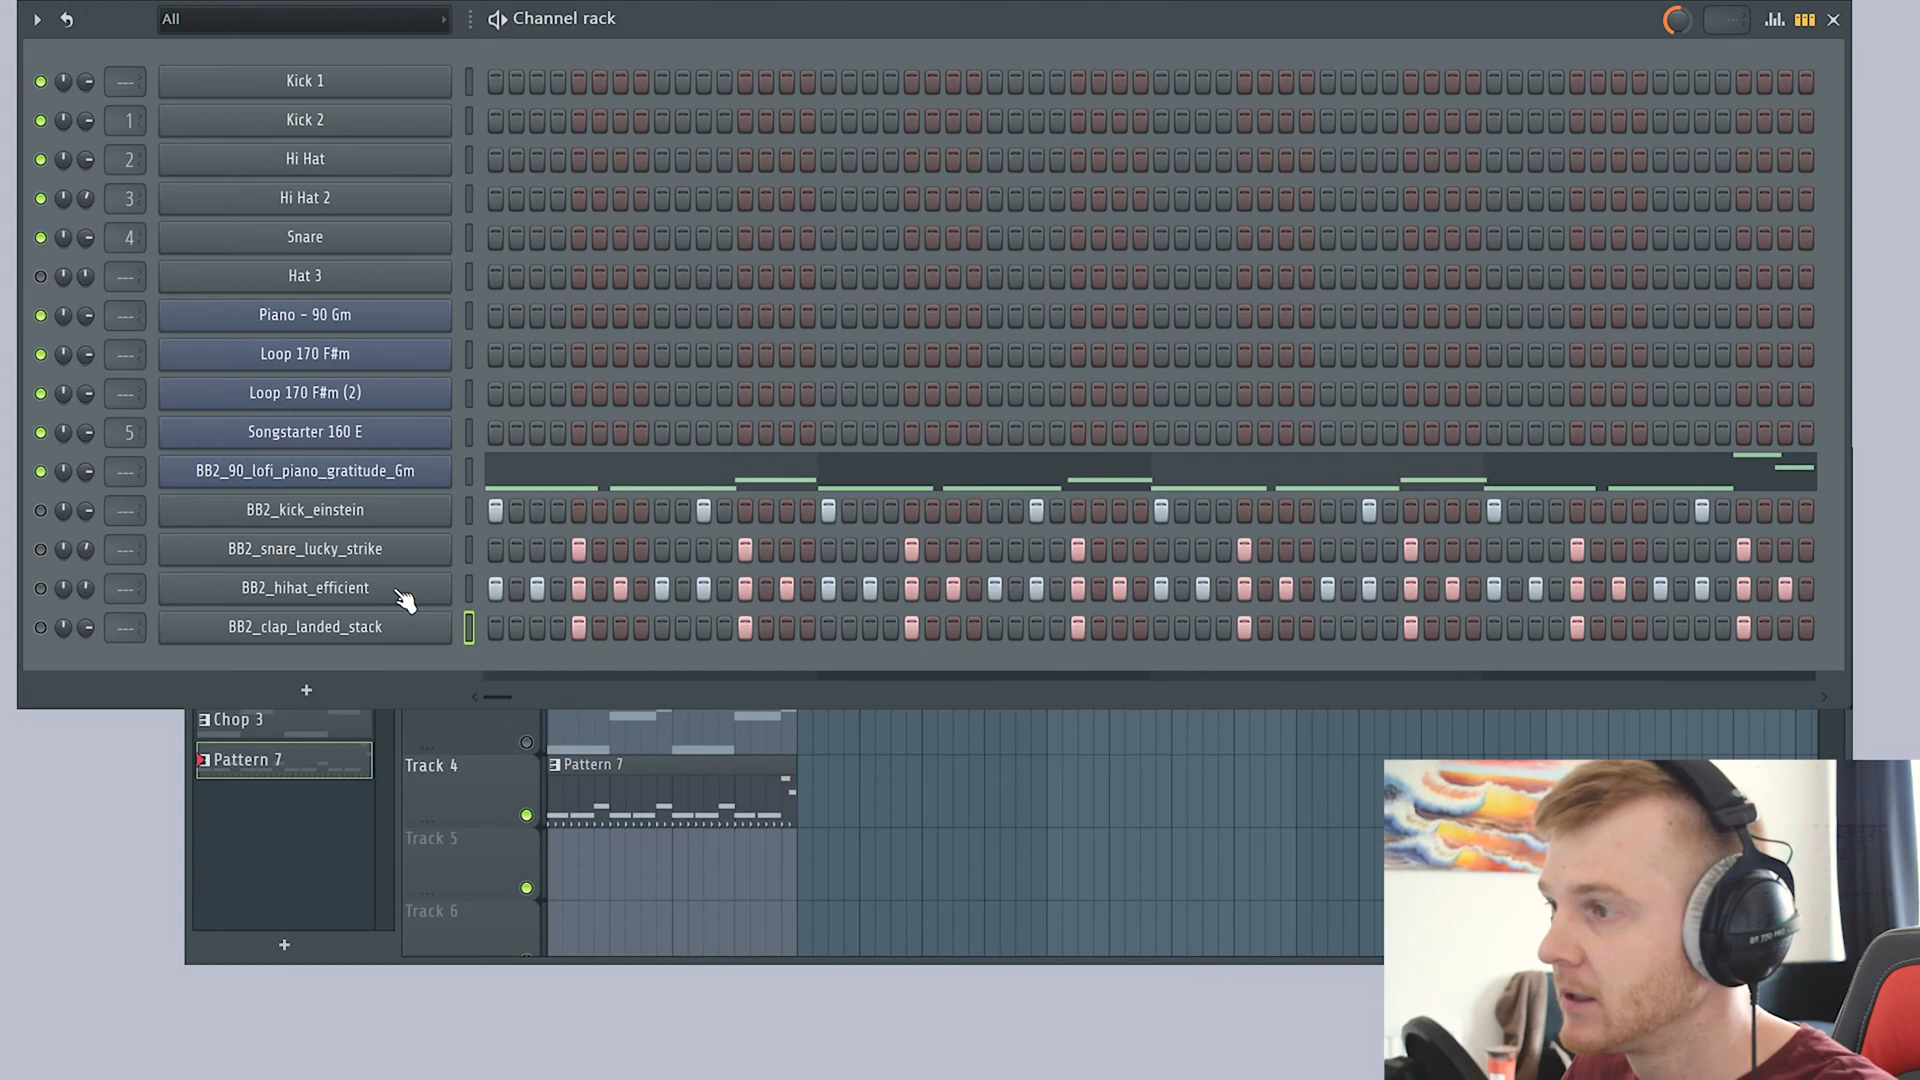 All
Channel rack
--- Kick 1
1 Kick 2
2 Hi Hat
3 Hi Hat 2
4 Snare
--- Hat 3
--- Piano - 90 Gm
--- Loop 170 F#m
--- Loop 170 F#m (2)
5 Songstarter 160 E
--- BB2_90_lofi_piano_gratitude_Gm
--- BB2_kick_einstein
--- BB2_snare_lucky_strike
--- BB2_hihat_efficient
--- BB2_clap_landed_stack
+
Chop 3
Pattern 7
Track 4
Pattern 7
Track 5
Track 6
+